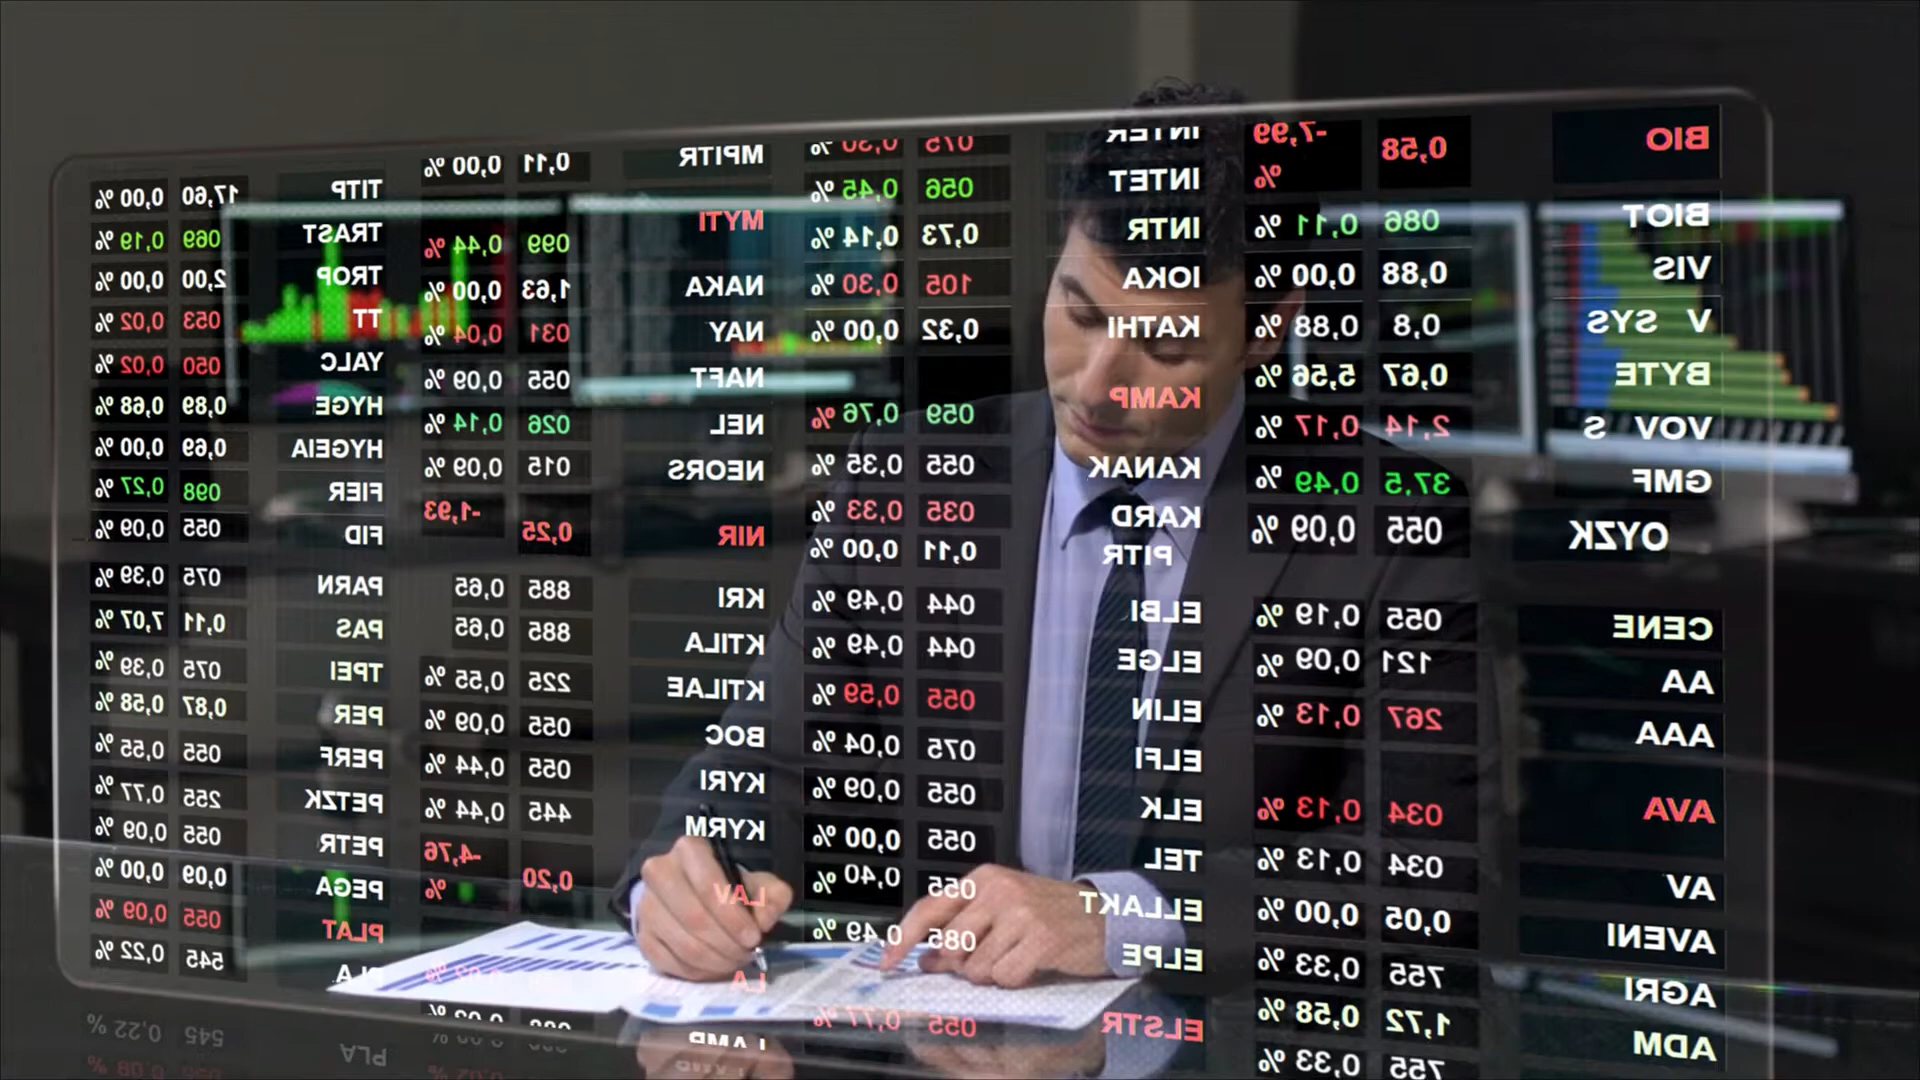 BIO 0,58 -7,99 %
BIOT 086 0,11 %
VIS 0,88 0,00 %
V SYS 0,8 0,88 %
BYTE 0,67 5,56 %
VOV S 2,14 0,17 %
GMF 37,5 0,49 %
OYZK 055 0,09 %
CENE 055 0,19 %
AA 121 0,09 %
AAA 267 0,13 %
AVA 034 0,13 %
AV 034 0,13 %
AVENI 0,05 0,00 %
AGRI 755 0,33 %
ADM 1,72 0,58 %
755 0,33 %
INTER 075 0,30 %
INTET 056 0,45 %
INTR 0,73 0,14 %
IOKA 105 0,30 %
KATHI 0,32 0,00 %
KAMP 059 0,76 %
KANAK 055 0,35 %
KARD 035 0,33 %
PITR 0,11 0,00 %
ELBI 044 0,49 %
ELGE 044 0,49 %
ELIN 055 0,59 %
ELFI 075 0,04 %
ELK 055 0,09 %
TEL 055 0,00 %
ELLAKT 055 0,40 %
ELPE 085 0,49
ELSTR 055 0,77 %
MPITR 0,11 0,00 %
MYTI 099 0,44 %
NAKA 1,63 0,00 %
NAY 031 0,04 %
NAFT 055 0,09 %
NEL 026 0,14 %
NEORS 015 0,09 %
NIR 0,25 -1,93
KRI 885 0,65
KTILA 885 0,65
KTILAE 225 0,55 %
BOC 055 0,09 %
KYRI 055 0,44 %
KYRM 445 0,44 %
LAV 0,20 -4,76 %
LA
LAMP
TITP 17,60 0,00 %
TRAST 069 0,19 %
TROP 2,00 0,00 %
TT 053 0,02 %
YALC 050 0,02 %
HYGE 0,89 0,68 %
HYGEIA 0,69 0,00 %
FIER 098 0,27 %
FID 055 0,09 %
PARN 075 0,39 %
PAS 0,11 7,07 %
TPEI 075 0,39 %
PER 0,87 0,58 %
PERF 055 0,55 %
PETZK 255 0,77 %
PETR 055 0,09 %
PEGA 0,09 0,00 %
PLAT 055 0,09 %
PLA 545 0,22 %